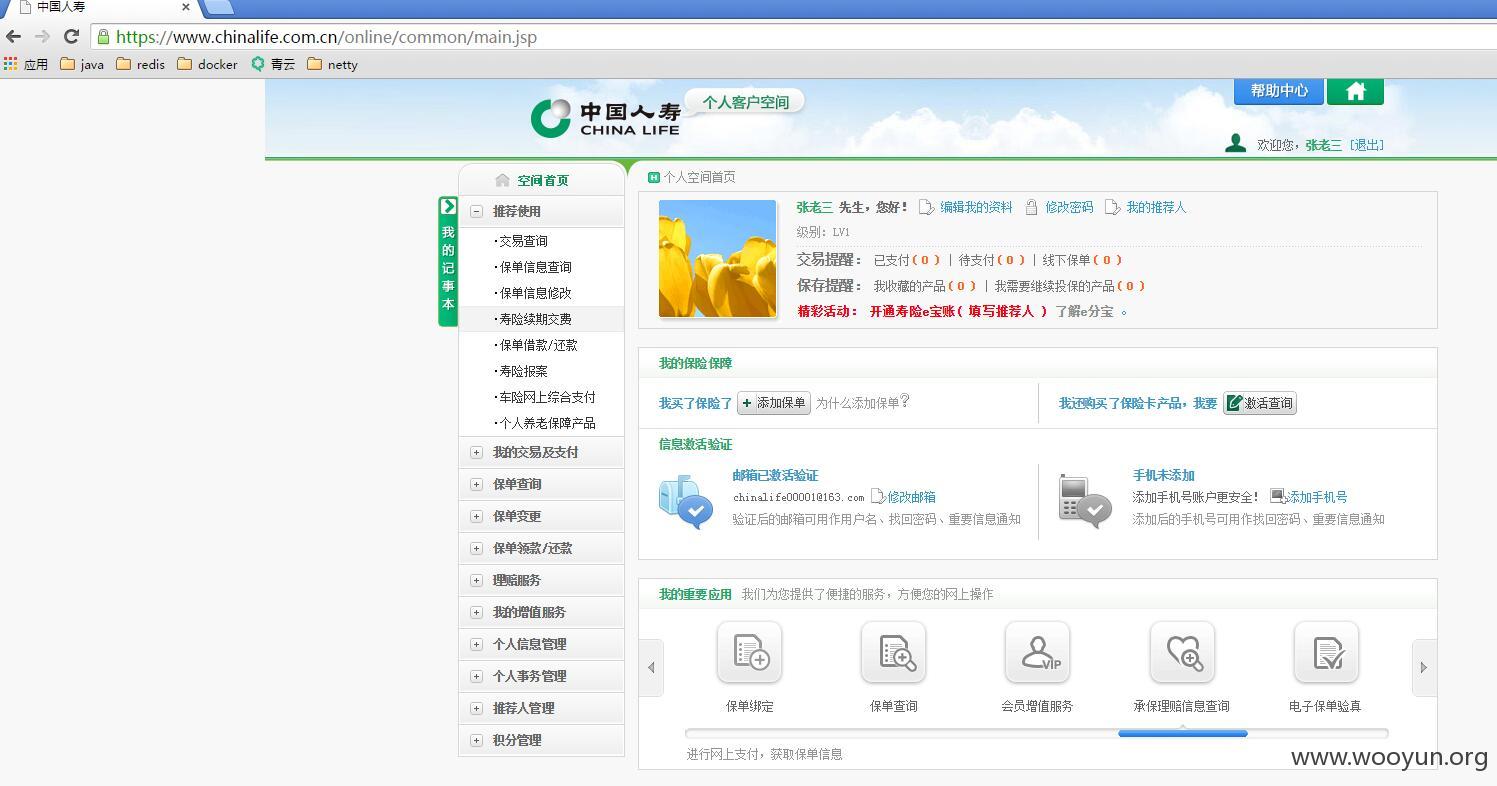 中国人寿
https://www.chinalife.com.cn/online/common/main.jsp
应用 java redis docker 青云 netty
中国人寿 个人客户空间
CHINA LIFE
帮助中心
欢迎您，张老三 [退出]
空间首页
我的记事本
推荐使用
·交易查询
·保单信息查询
·保单信息修改
·寿险续期交费
·保单借款/还款
·寿险报案
·车险网上综合支付
·个人养老保障产品
我的交易及支付
保单查询
保单变更
保单领款/还款
理赔服务
我的增值服务
个人信息管理
个人事务管理
推荐人管理
积分管理
H 个人空间首页
张老三 先生，您好！ 编辑我的资料 修改密码 我的推荐人
级别：LV1
交易提醒： 已支付( 0 ) | 待支付( 0 ) | 线下保单( 0 )
保存提醒： 我收藏的产品( 0 ) | 我需要继续投保的产品( 0 )
精彩活动： 开通寿险e宝账( 填写推荐人 ) 了解e分宝 。
我的保险保障
我买了保险了 + 添加保单 为什么添加保单?
我还购买了保险卡产品，我要 激活查询
信息激活验证
邮箱已激活验证
chinalife00001@163.com 修改邮箱
验证后的邮箱可用作用户名、找回密码、重要信息通知
手机未添加
添加手机号账户更安全！ 添加手机号
添加后的手机号可用作找回密码、重要信息通知
我的重要应用 我们为您提供了便捷的服务，方便您的网上操作
VIP
保单绑定 保单查询 会员增值服务 承保理赔信息查询 电子保单验真
进行网上支付，获取保单信息
www.wooyun.org